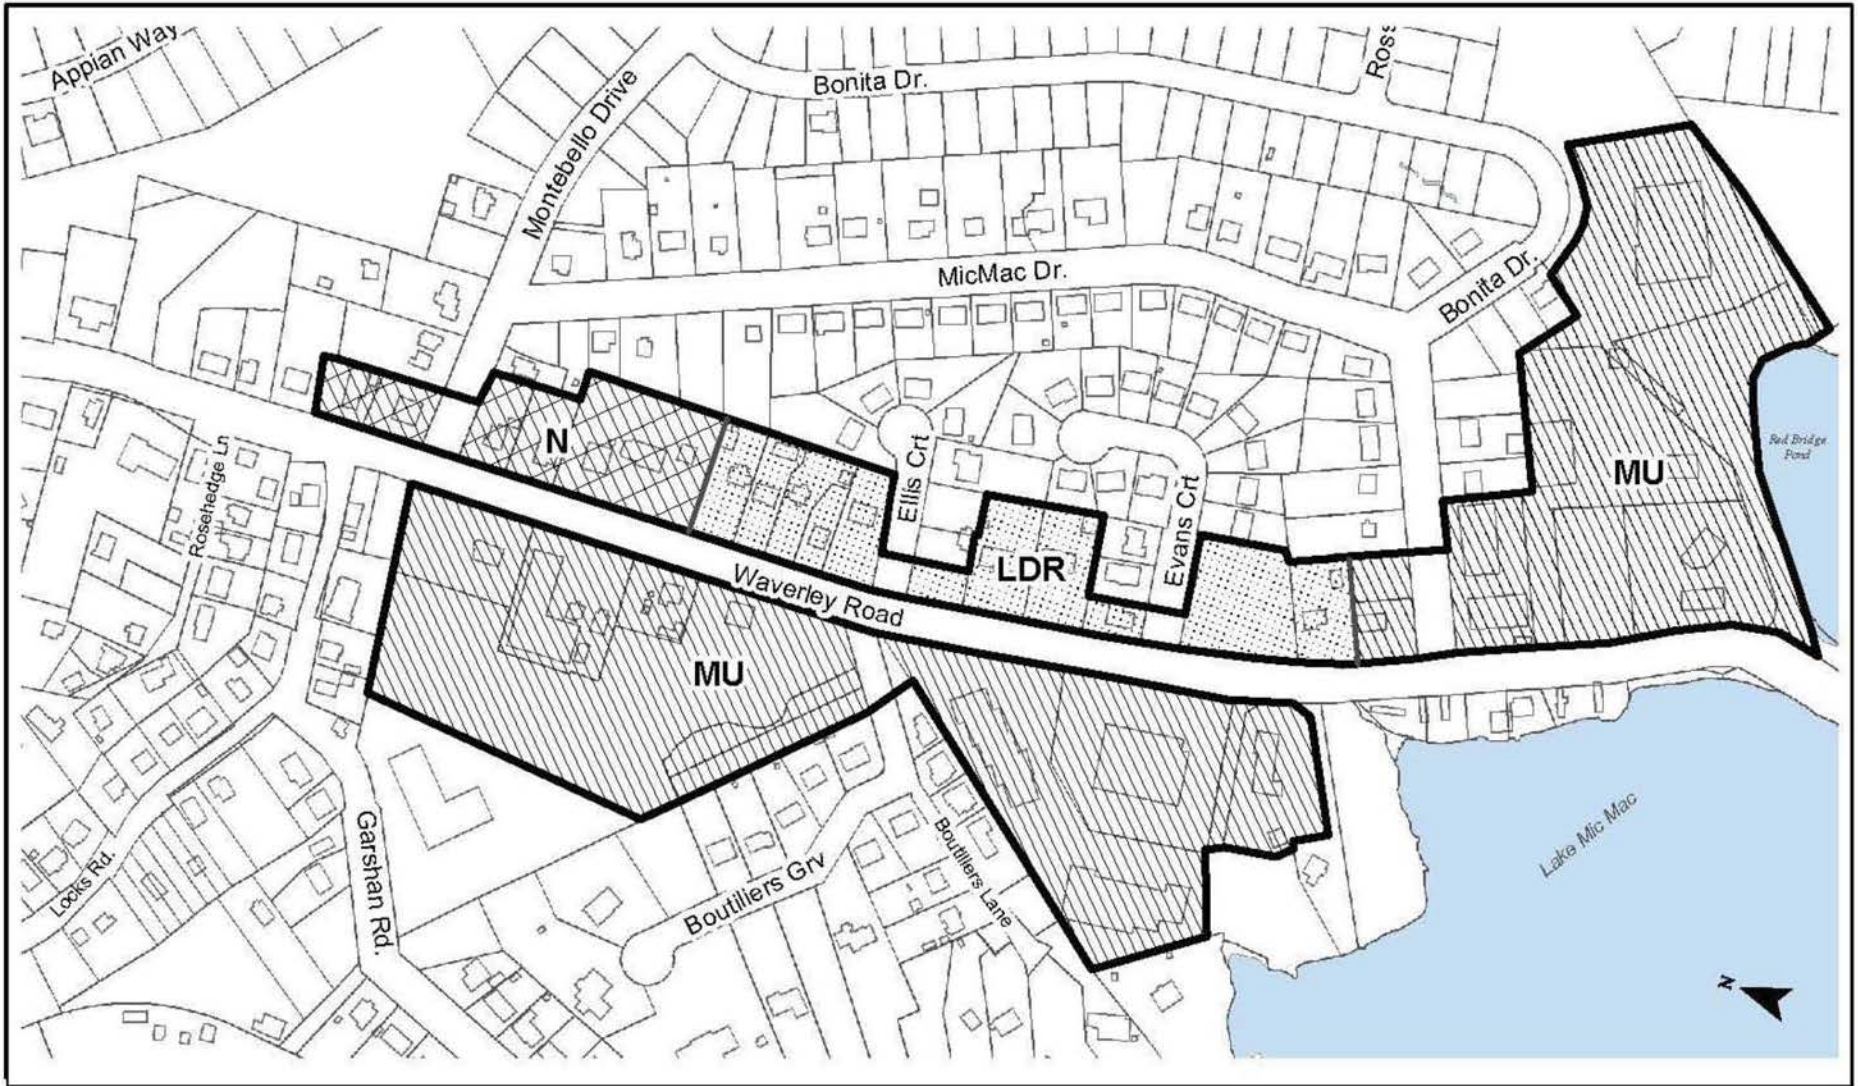 Appian Way
Montebello Drive
Bonita Dr.
Ross
MicMac Dr.
Bonita Dr.
Red Bridge
Pond
MU
N
Ellis Crt
Evans Crt
LDR
Rosehedge Ln
Waverley Road
MU
Garshan Rd.
Locks Rd.
Boutiliers Grv
Boutiliers Lane
Lake Mic Mac
N